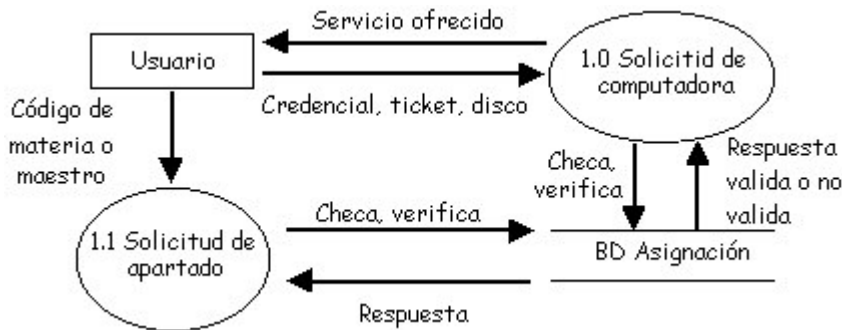 Servicio ofrecido
Usuario
1.0 Solicitid de
computadora
Credencial, ticket, disco
Código de
materia o
maestro
Checa,
verifica
Respuesta
valida o no
valida
1.1 Solicitud de
apartado
Checa, verifica
BD Asignación
Respuesta